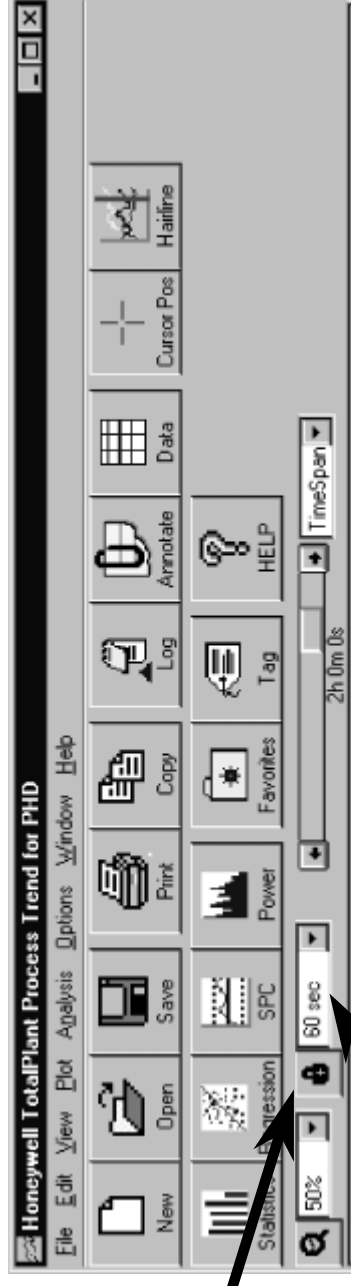 Honeywell TotalPlant Process Trend for PHD
File Edit View Plot Analysis Options Window Help
New Open Save Print Copy Log Annotate Data Cursor Pos Hairline
Statistics Regression SPC Power Favorites Tag HELP
50% 60 sec TimeSpan
2h 0m 0s